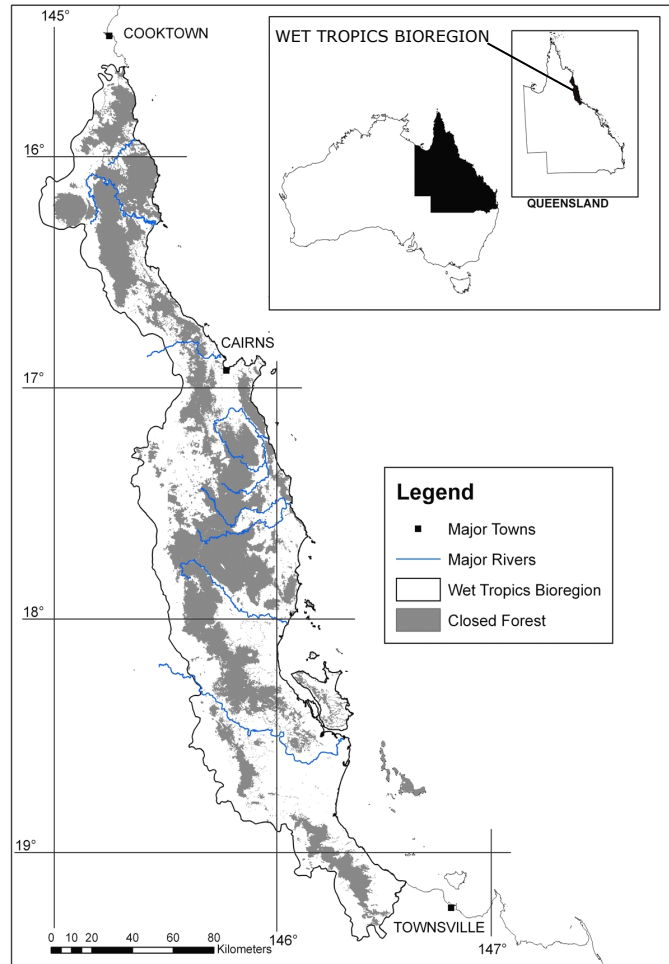 145°
COOKTOWN
WET TROPICS BIOREGION
QUEENSLAND
16°
CAIRNS
17°
Legend
Major Towns
Major Rivers
Wet Tropics Bioregion
Closed Forest
18°
19°
TOWNSVILLE
0 10 20 40 60 80
Kilometers
146°
147°